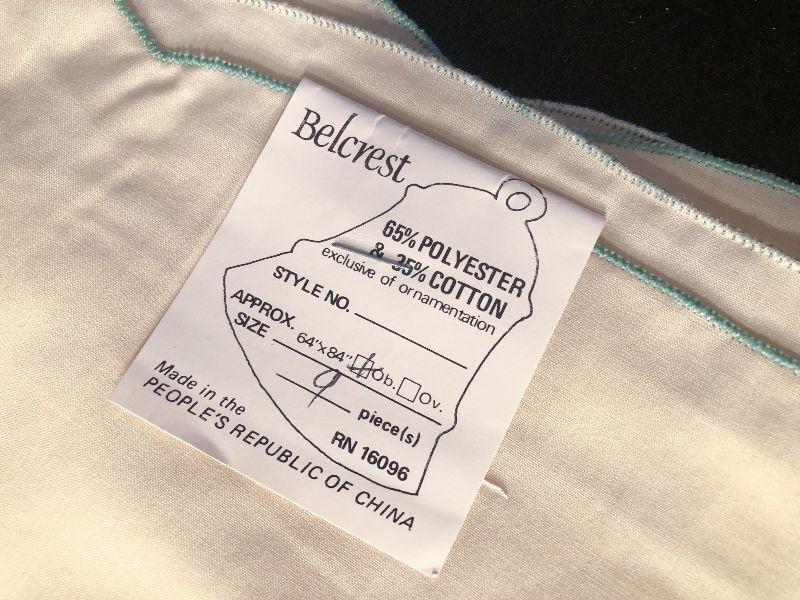 Belcrest
65% POLYESTER
& 35% COTTON
exclusive of ornamentation
STYLE NO.
APPROX.
SIZE 64"x84" Ob. Ov.
9 piece(s)
RN 16096
Made in the
PEOPLE'S REPUBLIC OF CHINA